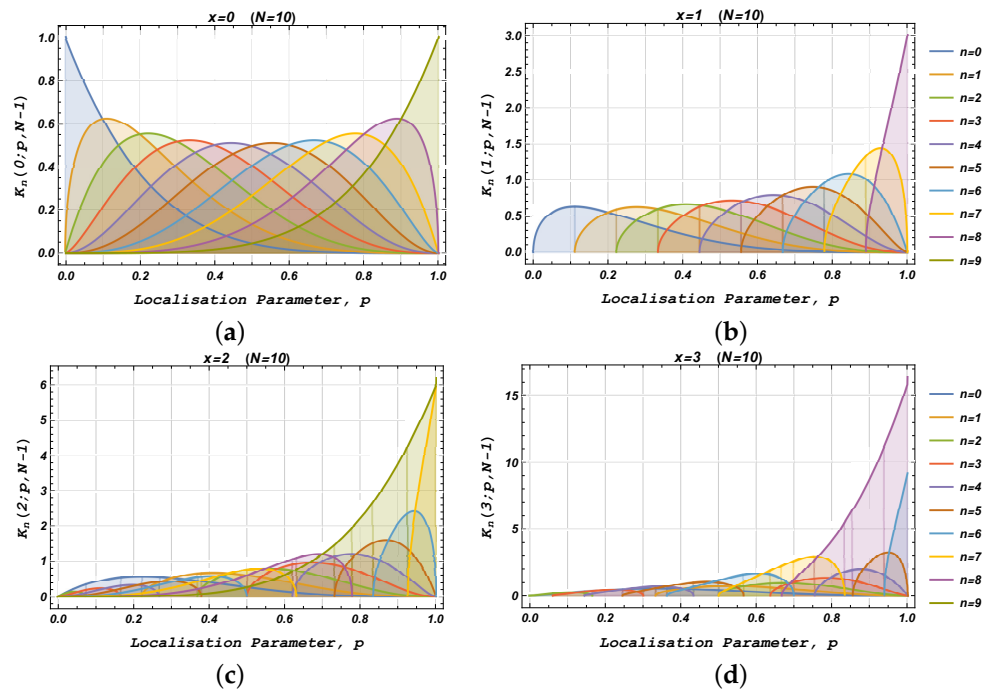 x=0 (N=10)
K_n(0;p,N-1)
1.0
0.8
0.6
0.4
0.2
0.0
0.0 0.2 0.4 0.6 0.8 1.0
Localisation Parameter, p
(a)
x=1 (N=10)
K_n(1;p,N-1)
3.0
2.5
2.0
1.5
1.0
0.5
0.0
0.0 0.2 0.4 0.6 0.8 1.0
Localisation Parameter, p
(b)
n=0
n=1
n=2
n=3
n=4
n=5
n=6
n=7
n=8
n=9
x=2 (N=10)
K_n(2;p,N-1)
6
5
4
3
2
1
0
0.0 0.2 0.4 0.6 0.8 1.0
Localisation Parameter, p
(c)
x=3 (N=10)
K_n(3;p,N-1)
15
10
5
0
0.0 0.2 0.4 0.6 0.8 1.0
Localisation Parameter, p
(d)
n=0
n=1
n=2
n=3
n=4
n=5
n=6
n=7
n=8
n=9